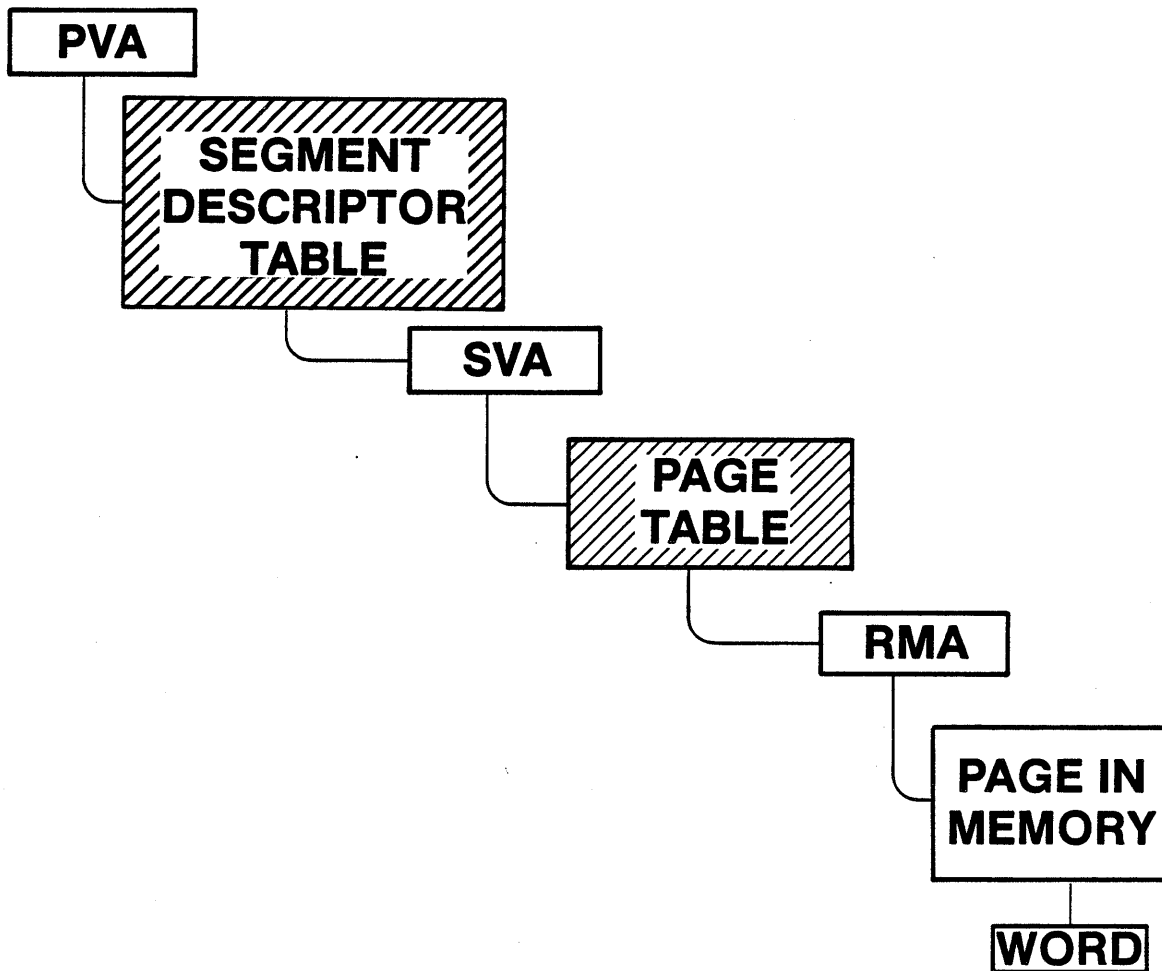 PVA
SEGMENT
DESCRIPTOR
TABLE
SVA
PAGE
TABLE
RMA
PAGE IN
MEMORY
WORD